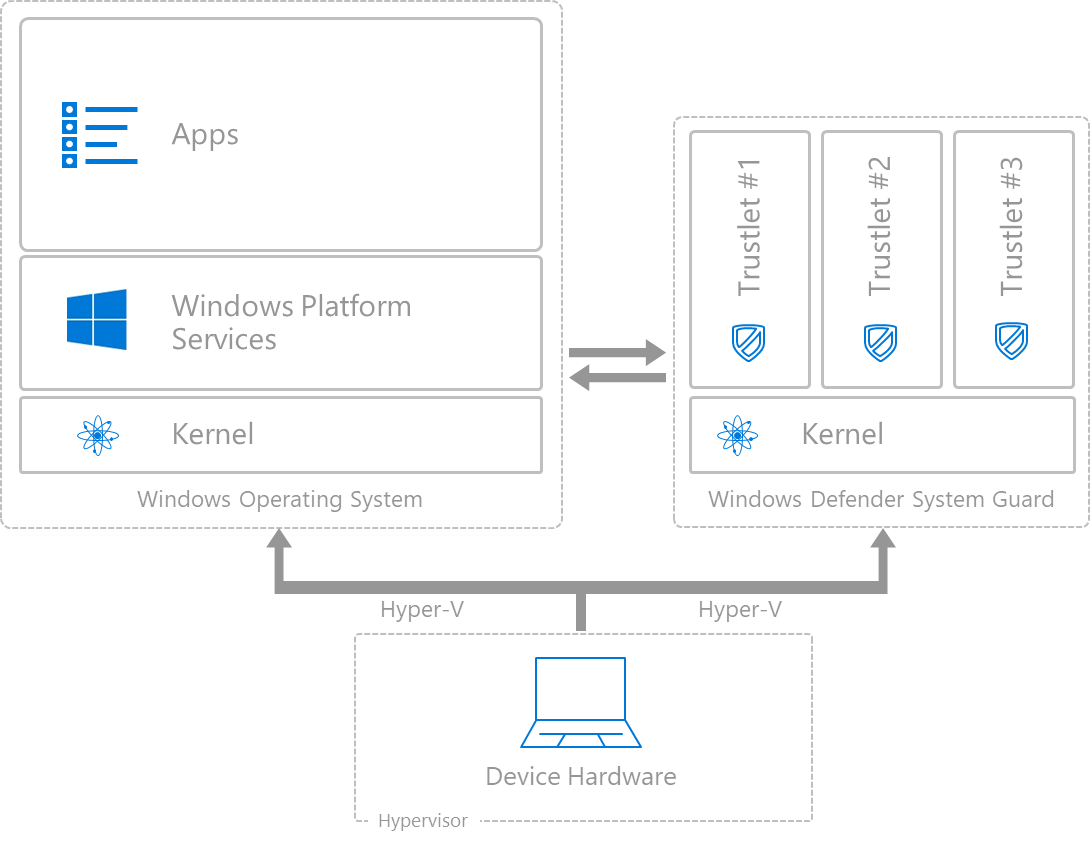 Apps
Windows Platform
Services
Kernel
Windows Operating System
Trustlet #1
Trustlet #2
Trustlet #3
Kernel
Windows Defender System Guard
Hyper-V
Hyper-V
Device Hardware
Hypervisor